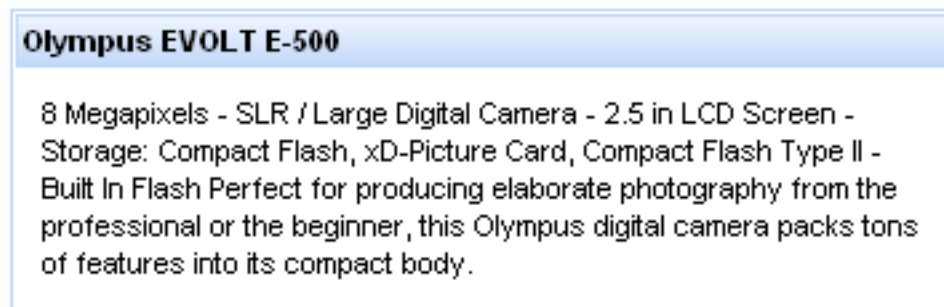 Olympus EVOLT E-500
8 Megapixels - SLR / Large Digital Camera - 2.5 in LCD Screen -
Storage: Compact Flash, xD-Picture Card, Compact Flash Type II -
Built In Flash Perfect for producing elaborate photography from the
professional or the beginner, this Olympus digital camera packs tons
of features into its compact body.